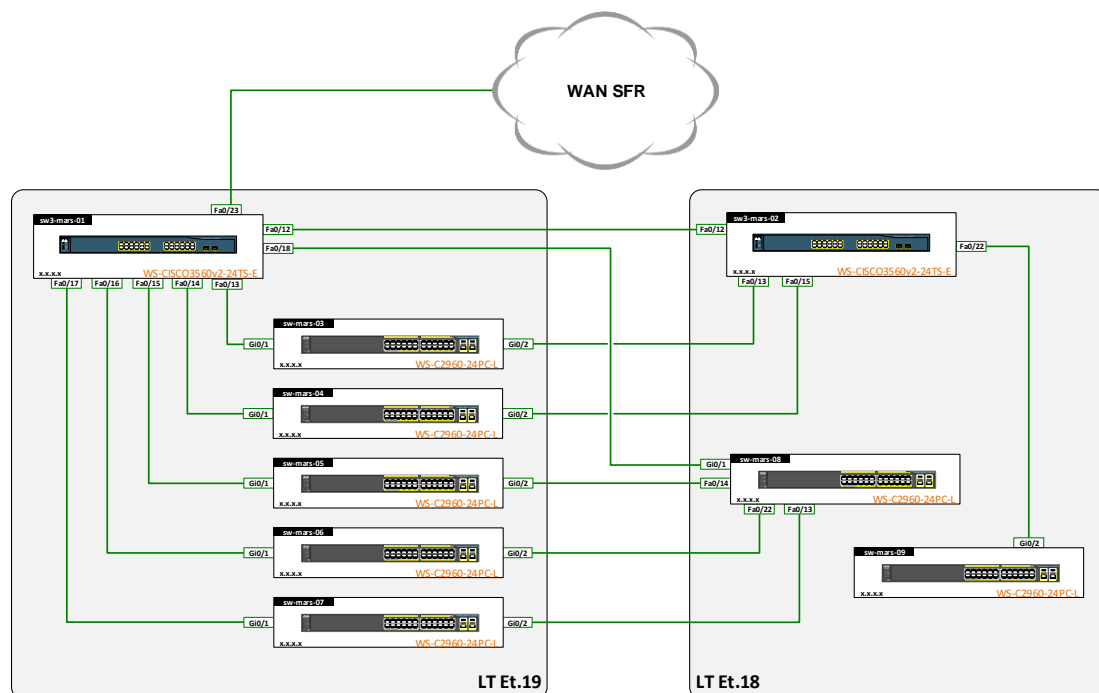 WAN SFR
sw3-mars-01
Fa0/23
Fa0/12
Fa0/18
x.x.x.x
WS-CISCO3560v2-24TS-E
Fa0/17
Fa0/16
Fa0/15
Fa0/14
Fa0/13
sw3-mars-02
Fa0/12
Fa0/22
x.x.x.x
WS-CISCO3560v2-24TS-E
Fa0/13
Fa0/15
sw-mars-03
Gi0/1
Gi0/2
x.x.x.x
WS-C2960-24PC-L
sw-mars-04
Gi0/1
Gi0/2
x.x.x.x
WS-C2960-24PC-L
sw-mars-05
Gi0/1
Gi0/2
x.x.x.x
WS-C2960-24PC-L
sw-mars-06
Gi0/1
Gi0/2
x.x.x.x
WS-C2960-24PC-L
sw-mars-07
Gi0/1
Gi0/2
x.x.x.x
WS-C2960-24PC-L
sw-mars-08
Gi0/1
Fa0/14
x.x.x.x
WS-C2960-24PC-L
Fa0/22
Fa0/13
Gi0/2
sw-mars-09
x.x.x.x
WS-C2960-24PC-L
LT Et.19
LT Et.18